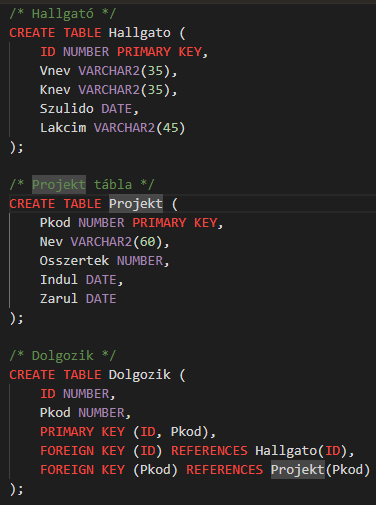 /* Hallgató */
CREATE TABLE Hallgato (
    ID NUMBER PRIMARY KEY,
    Vnev VARCHAR2(35),
    Knev VARCHAR2(35),
    Szulido DATE,
    Lakcim VARCHAR2(45)
);

/* Projekt tábla */
CREATE TABLE Projekt (
    Pkod NUMBER PRIMARY KEY,
    Nev VARCHAR2(60),
    Osszertek NUMBER,
    Indul DATE,
    Zarul DATE
);

/* Dolgozik */
CREATE TABLE Dolgozik (
    ID NUMBER,
    Pkod NUMBER,
    PRIMARY KEY (ID, Pkod),
    FOREIGN KEY (ID) REFERENCES Hallgato(ID),
    FOREIGN KEY (Pkod) REFERENCES Projekt(Pkod)
);